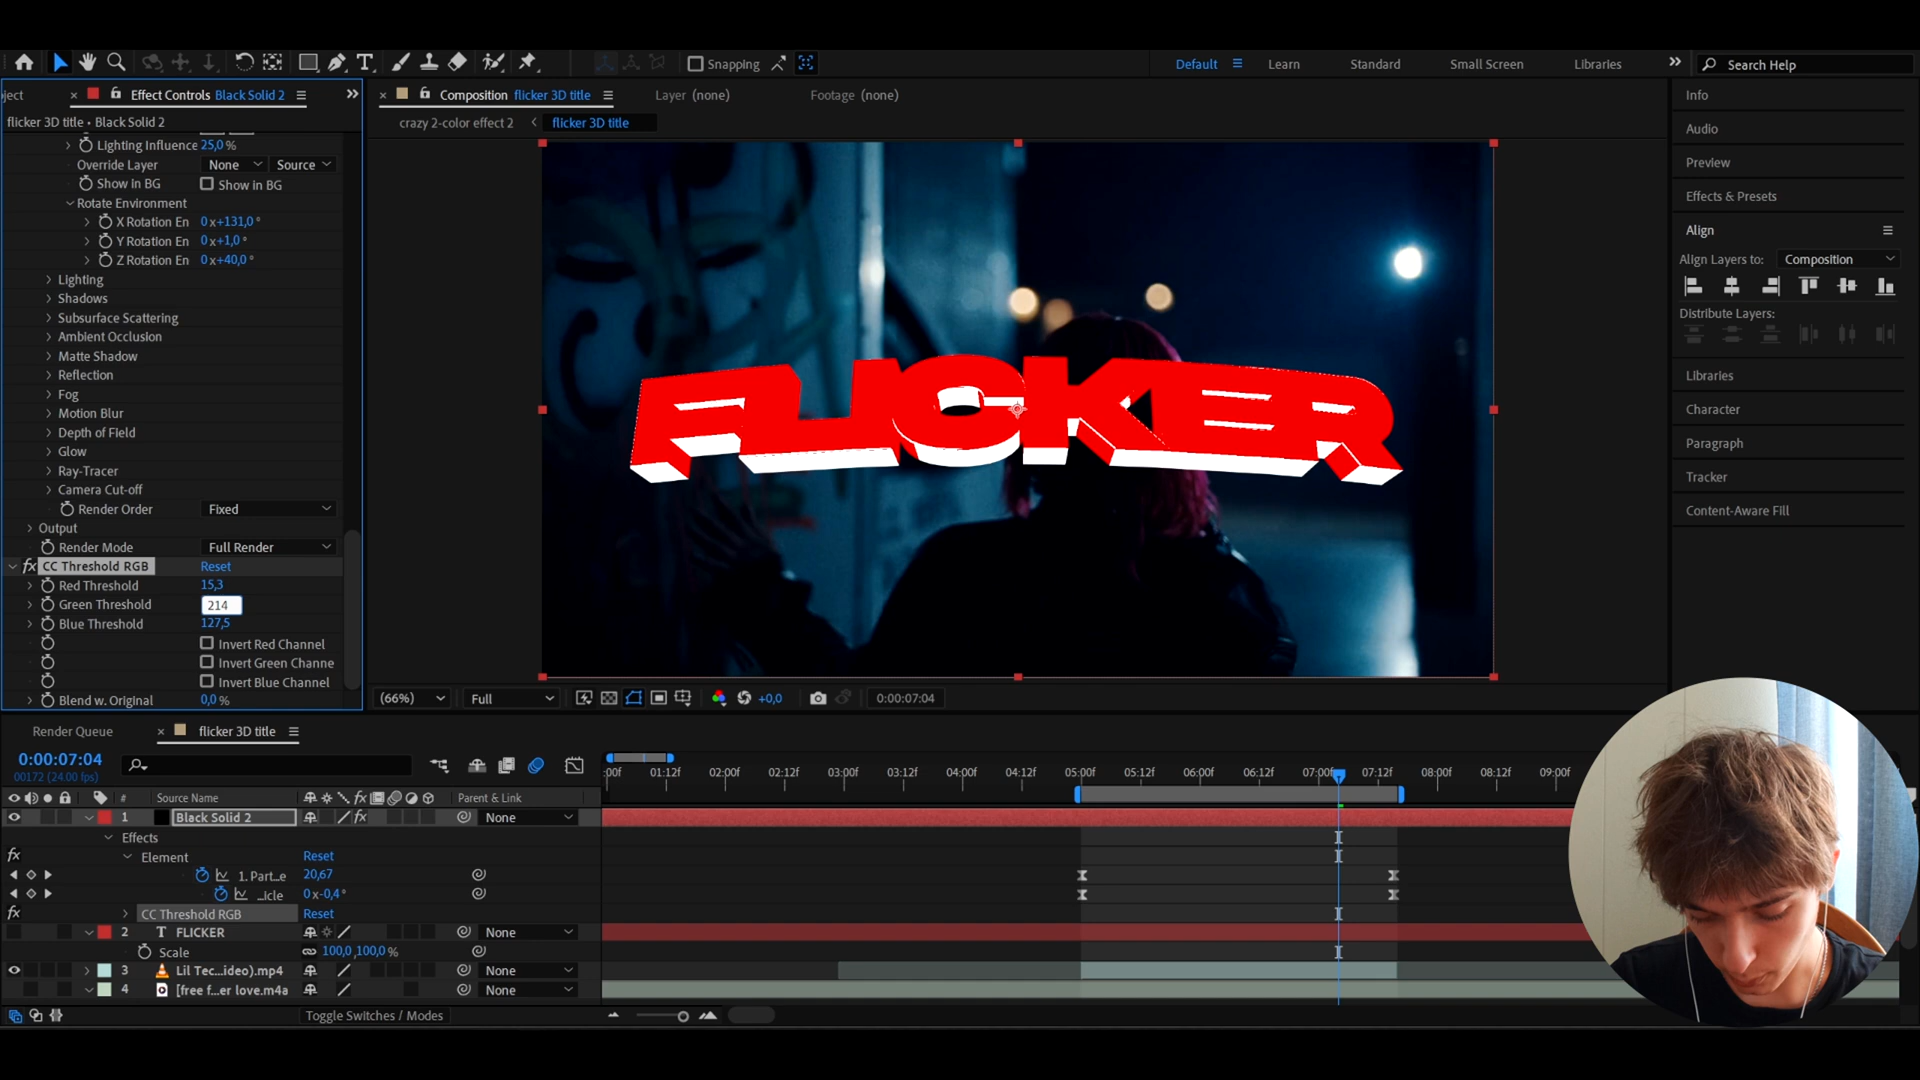 Snapping
Default
Learn
Standard
Small Screen
Libraries
Search Help
ject
Effect Controls Black Solid 2
Composition flicker 3D title
Layer (none)
Footage (none)
Info
flicker 3D title • Black Solid 2
crazy 2-color effect 2
flicker 3D title
Audio
Preview
Effects & Presets
Align
Align Layers to:
Composition
Distribute Layers:
Libraries
Character
Paragraph
Tracker
Content-Aware Fill
Lighting Influence 25,0 %
Override Layer None Source
Show in BG Show in BG
Rotate Environment
X Rotation En 0 x+131,0 °
Y Rotation En 0 x+1,0 °
Z Rotation En 0 x+40,0 °
Lighting
Shadows
Subsurface Scattering
Ambient Occlusion
Matte Shadow
Reflection
Fog
Motion Blur
Depth of Field
Glow
Ray-Tracer
Camera Cut-off
Render Order Fixed
Output
Render Mode Full Render
fx CC Threshold RGB Reset
Red Threshold 15,3
Green Threshold 214
Blue Threshold 127,5
Invert Red Channel
Invert Green Channe
Invert Blue Channel
Blend w. Original 0,0 %
FLICKER
(66%)
Full
+0,0
0:00:07:04
Render Queue
flicker 3D title
0:00:07:04
00172 (24.00 fps)
:00f 01:12f 02:00f 02:12f 03:00f 03:12f 04:00f 04:12f 05:00f 05:12f 06:00f 06:12f 07:00f 07:12f 08:00f 08:12f 09:00f
# Source Name fx Parent & Link
1 Black Solid 2 fx None
Effects
fx Element Reset
1. Part...e 20,67
...icle 0 x-0,4 °
fx CC Threshold RGB Reset
2 T FLICKER None
Scale 100,0 ,100,0 %
3 Lil Tec...ideo).mp4 None
4 [free f...er love.m4a None
Toggle Switches / Modes